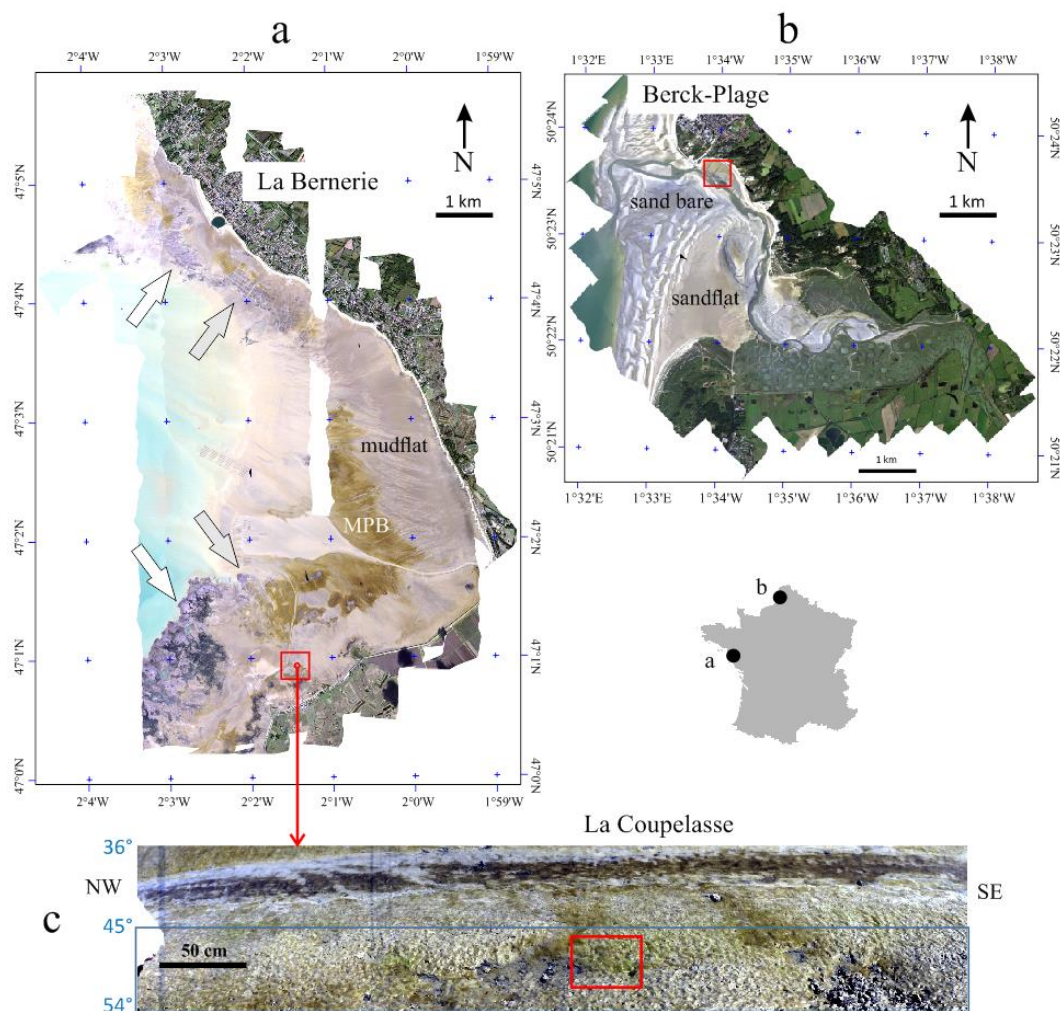 a
2°4'W 2°3'W 2°2'W 2°1'W 2°0'W 1°59'W
47°5'N
47°4'N
47°3'N
47°2'N
47°1'N
47°0'N
N
La Bernerie
1 km
mudflat
MPB
47°5'N
47°4'N
47°3'N
47°2'N
47°1'N
47°0'N
2°4'W 2°3'W 2°2'W 2°1'W 2°0'W 1°59'W
b
1°32'E 1°33'E 1°34'W 1°35'W 1°36'W 1°37'W 1°38'W
50°24'N
50°23'N
50°22'N
50°21'N
Berck-Plage
N
1 km
sand bare
sandflat
1 km
50°24'N
50°23'N
50°22'N
50°21'N
1°32'E 1°33'E 1°34'W 1°35'W 1°36'W 1°37'W 1°38'W
b
a
La Coupelasse
36°
NW
SE
c
45°
50 cm
54°